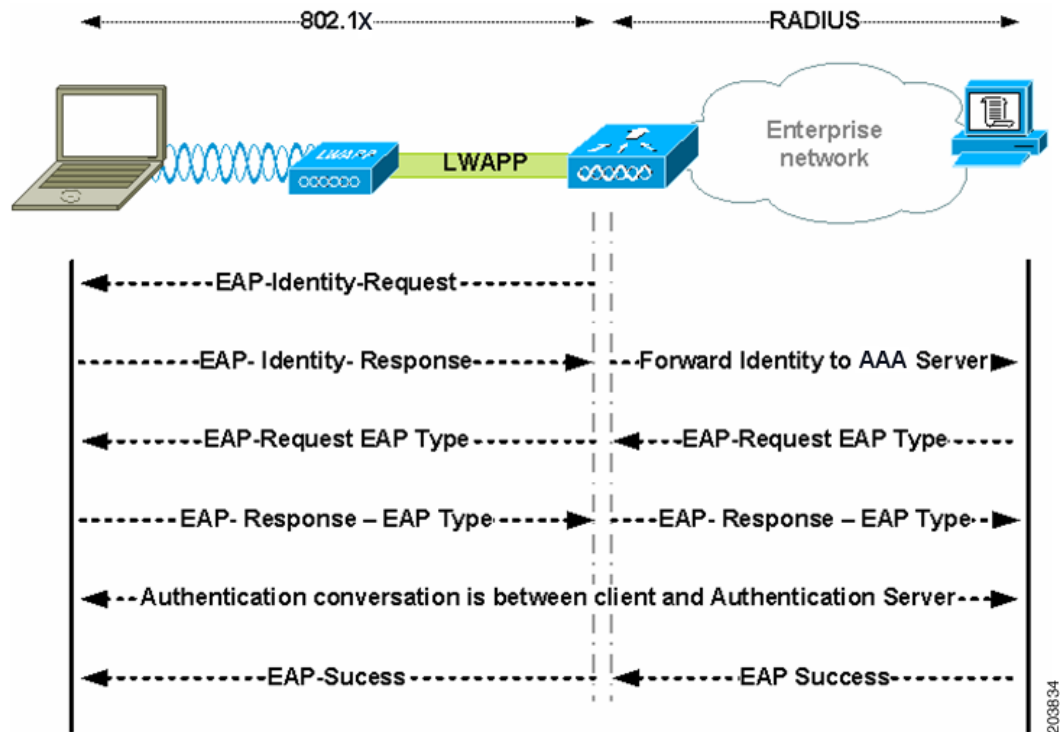 802.1X RADIUS
Enterprise
network
LWAPP LWAPP
EAP-Identity-Request
EAP- Identity- Response Forward Identity to AAA Server
EAP-Request EAP Type EAP-Request EAP Type
EAP- Response – EAP Type EAP- Response – EAP Type
Authentication conversation is between client and Authentication Server
EAP-Sucess EAP Success
203834